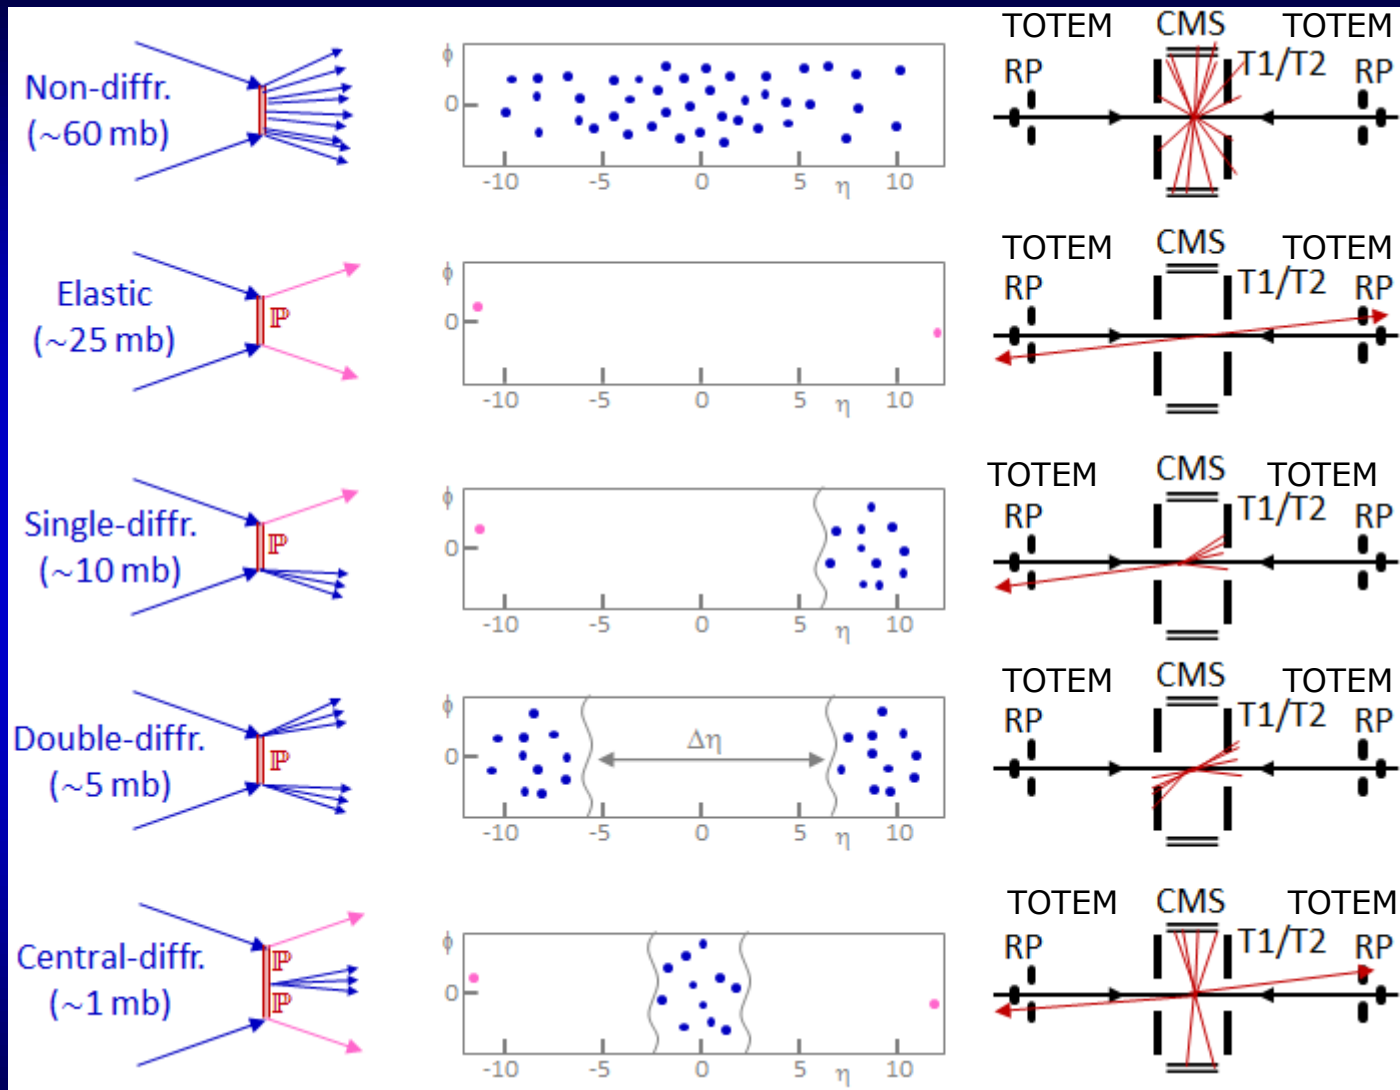 Non-diffr.
(~60 mb)
ϕ
0
-10 -5 0 5 η 10
TOTEM CMS TOTEM
RP T1/T2 RP
Elastic
(~25 mb)
ℙ
ϕ
0
-10 -5 0 5 η 10
TOTEM CMS TOTEM
RP T1/T2 RP
Single-diffr.
(~10 mb)
ℙ
ϕ
0
-10 -5 0 5 η 10
TOTEM CMS TOTEM
RP T1/T2 RP
Double-diffr.
(~5 mb)
ℙ
ϕ
0
Δη
-10 -5 0 5 η 10
TOTEM CMS TOTEM
RP T1/T2 RP
Central-diffr.
(~1 mb)
ℙ
ℙ
ϕ
0
-10 -5 0 5 η 10
TOTEM CMS TOTEM
RP T1/T2 RP